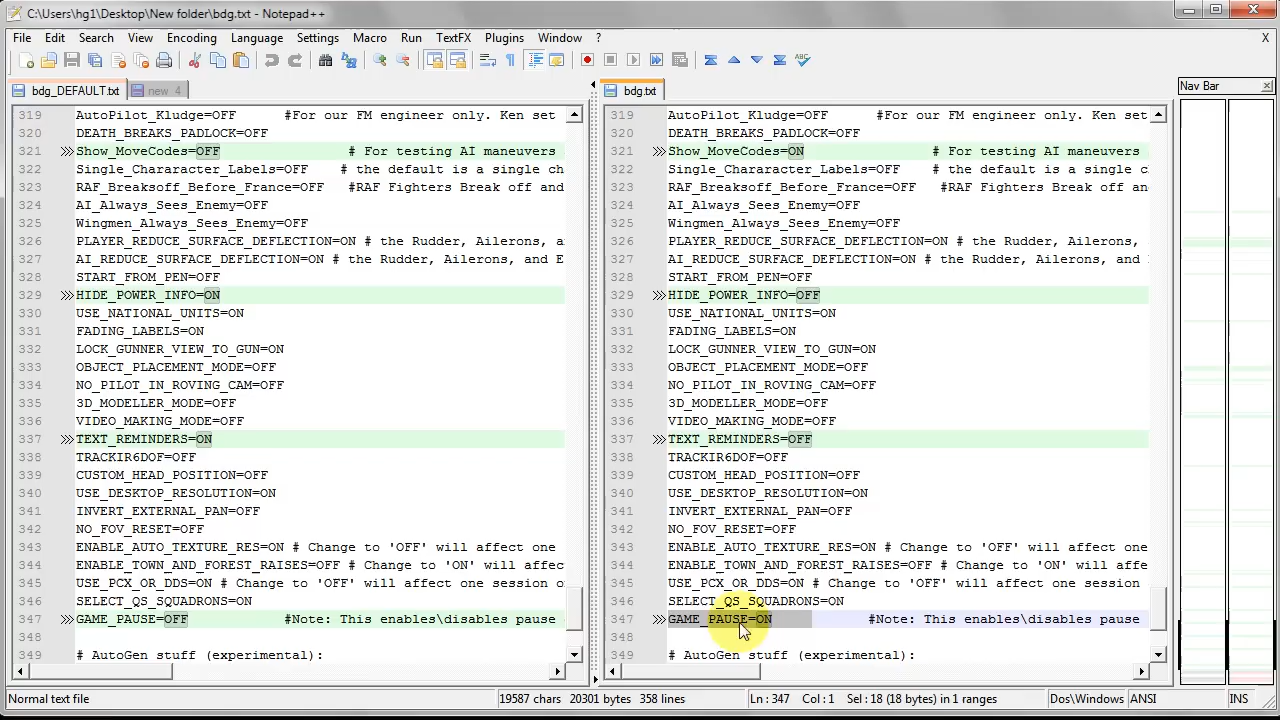 C:\Users\hg1\Desktop\New folder\bdg.txt - Notepad++
File Edit Search View Encoding Language Settings Macro Run TextFX Plugins Window ? X
bdg_DEFAULT.txt new 4
319 AutoPilot_Kludge=OFF #For our FM engineer only. Ken set
320 DEATH_BREAKS_PADLOCK=OFF
321 Show_MoveCodes=OFF # For testing AI maneuvers
322 Single_Chararacter_Labels=OFF # the default is a single ch
323 RAF_Breaksoff_Before_France=OFF #RAF Fighters Break off and
324 AI_Always_Sees_Enemy=OFF
325 Wingmen_Always_Sees_Enemy=OFF
326 PLAYER_REDUCE_SURFACE_DEFLECTION=ON # the Rudder, Ailerons, a
327 AI_REDUCE_SURFACE_DEFLECTION=ON # the Rudder, Ailerons, and E
328 START_FROM_PEN=OFF
329 HIDE_POWER_INFO=ON
330 USE_NATIONAL_UNITS=ON
331 FADING_LABELS=ON
332 LOCK_GUNNER_VIEW_TO_GUN=ON
333 OBJECT_PLACEMENT_MODE=OFF
334 NO_PILOT_IN_ROVING_CAM=OFF
335 3D_MODELLER_MODE=OFF
336 VIDEO_MAKING_MODE=OFF
337 TEXT_REMINDERS=ON
338 TRACKIR6DOF=OFF
339 CUSTOM_HEAD_POSITION=OFF
340 USE_DESKTOP_RESOLUTION=ON
341 INVERT_EXTERNAL_PAN=OFF
342 NO_FOV_RESET=OFF
343 ENABLE_AUTO_TEXTURE_RES=ON # Change to 'OFF' will affect one
344 ENABLE_TOWN_AND_FOREST_RAISES=OFF # Change to 'ON' will affec
345 USE_PCX_OR_DDS=ON # Change to 'OFF' will affect one session o
346 SELECT_QS_SQUADRONS=ON
347 GAME_PAUSE=OFF #Note: This enables\disables pause
348
349 # AutoGen stuff (experimental):
bdg.txt
319 AutoPilot_Kludge=OFF #For our FM engineer only. Ken set
320 DEATH_BREAKS_PADLOCK=OFF
321 Show_MoveCodes=ON # For testing AI maneuvers
322 Single_Chararacter_Labels=OFF # the default is a single cl
323 RAF_Breaksoff_Before_France=OFF #RAF Fighters Break off and
324 AI_Always_Sees_Enemy=OFF
325 Wingmen_Always_Sees_Enemy=OFF
326 PLAYER_REDUCE_SURFACE_DEFLECTION=ON # the Rudder, Ailerons,
327 AI_REDUCE_SURFACE_DEFLECTION=ON # the Rudder, Ailerons, and
328 START_FROM_PEN=OFF
329 HIDE_POWER_INFO=OFF
330 USE_NATIONAL_UNITS=ON
331 FADING_LABELS=ON
332 LOCK_GUNNER_VIEW_TO_GUN=ON
333 OBJECT_PLACEMENT_MODE=OFF
334 NO_PILOT_IN_ROVING_CAM=OFF
335 3D_MODELLER_MODE=OFF
336 VIDEO_MAKING_MODE=OFF
337 TEXT_REMINDERS=OFF
338 TRACKIR6DOF=OFF
339 CUSTOM_HEAD_POSITION=OFF
340 USE_DESKTOP_RESOLUTION=ON
341 INVERT_EXTERNAL_PAN=OFF
342 NO_FOV_RESET=OFF
343 ENABLE_AUTO_TEXTURE_RES=ON # Change to 'OFF' will affect one
344 ENABLE_TOWN_AND_FOREST_RAISES=OFF # Change to 'ON' will affec
345 USE_PCX_OR_DDS=ON # Change to 'OFF' will affect one session
346 SELECT_QS_SQUADRONS=ON
347 GAME_PAUSE=ON #Note: This enables\disables pause
348
349 # AutoGen stuff (experimental):
Nav Bar
Normal text file 19587 chars 20301 bytes 358 lines Ln : 347 Col : 1 Sel : 18 (18 bytes) in 1 ranges Dos\Windows ANSI INS